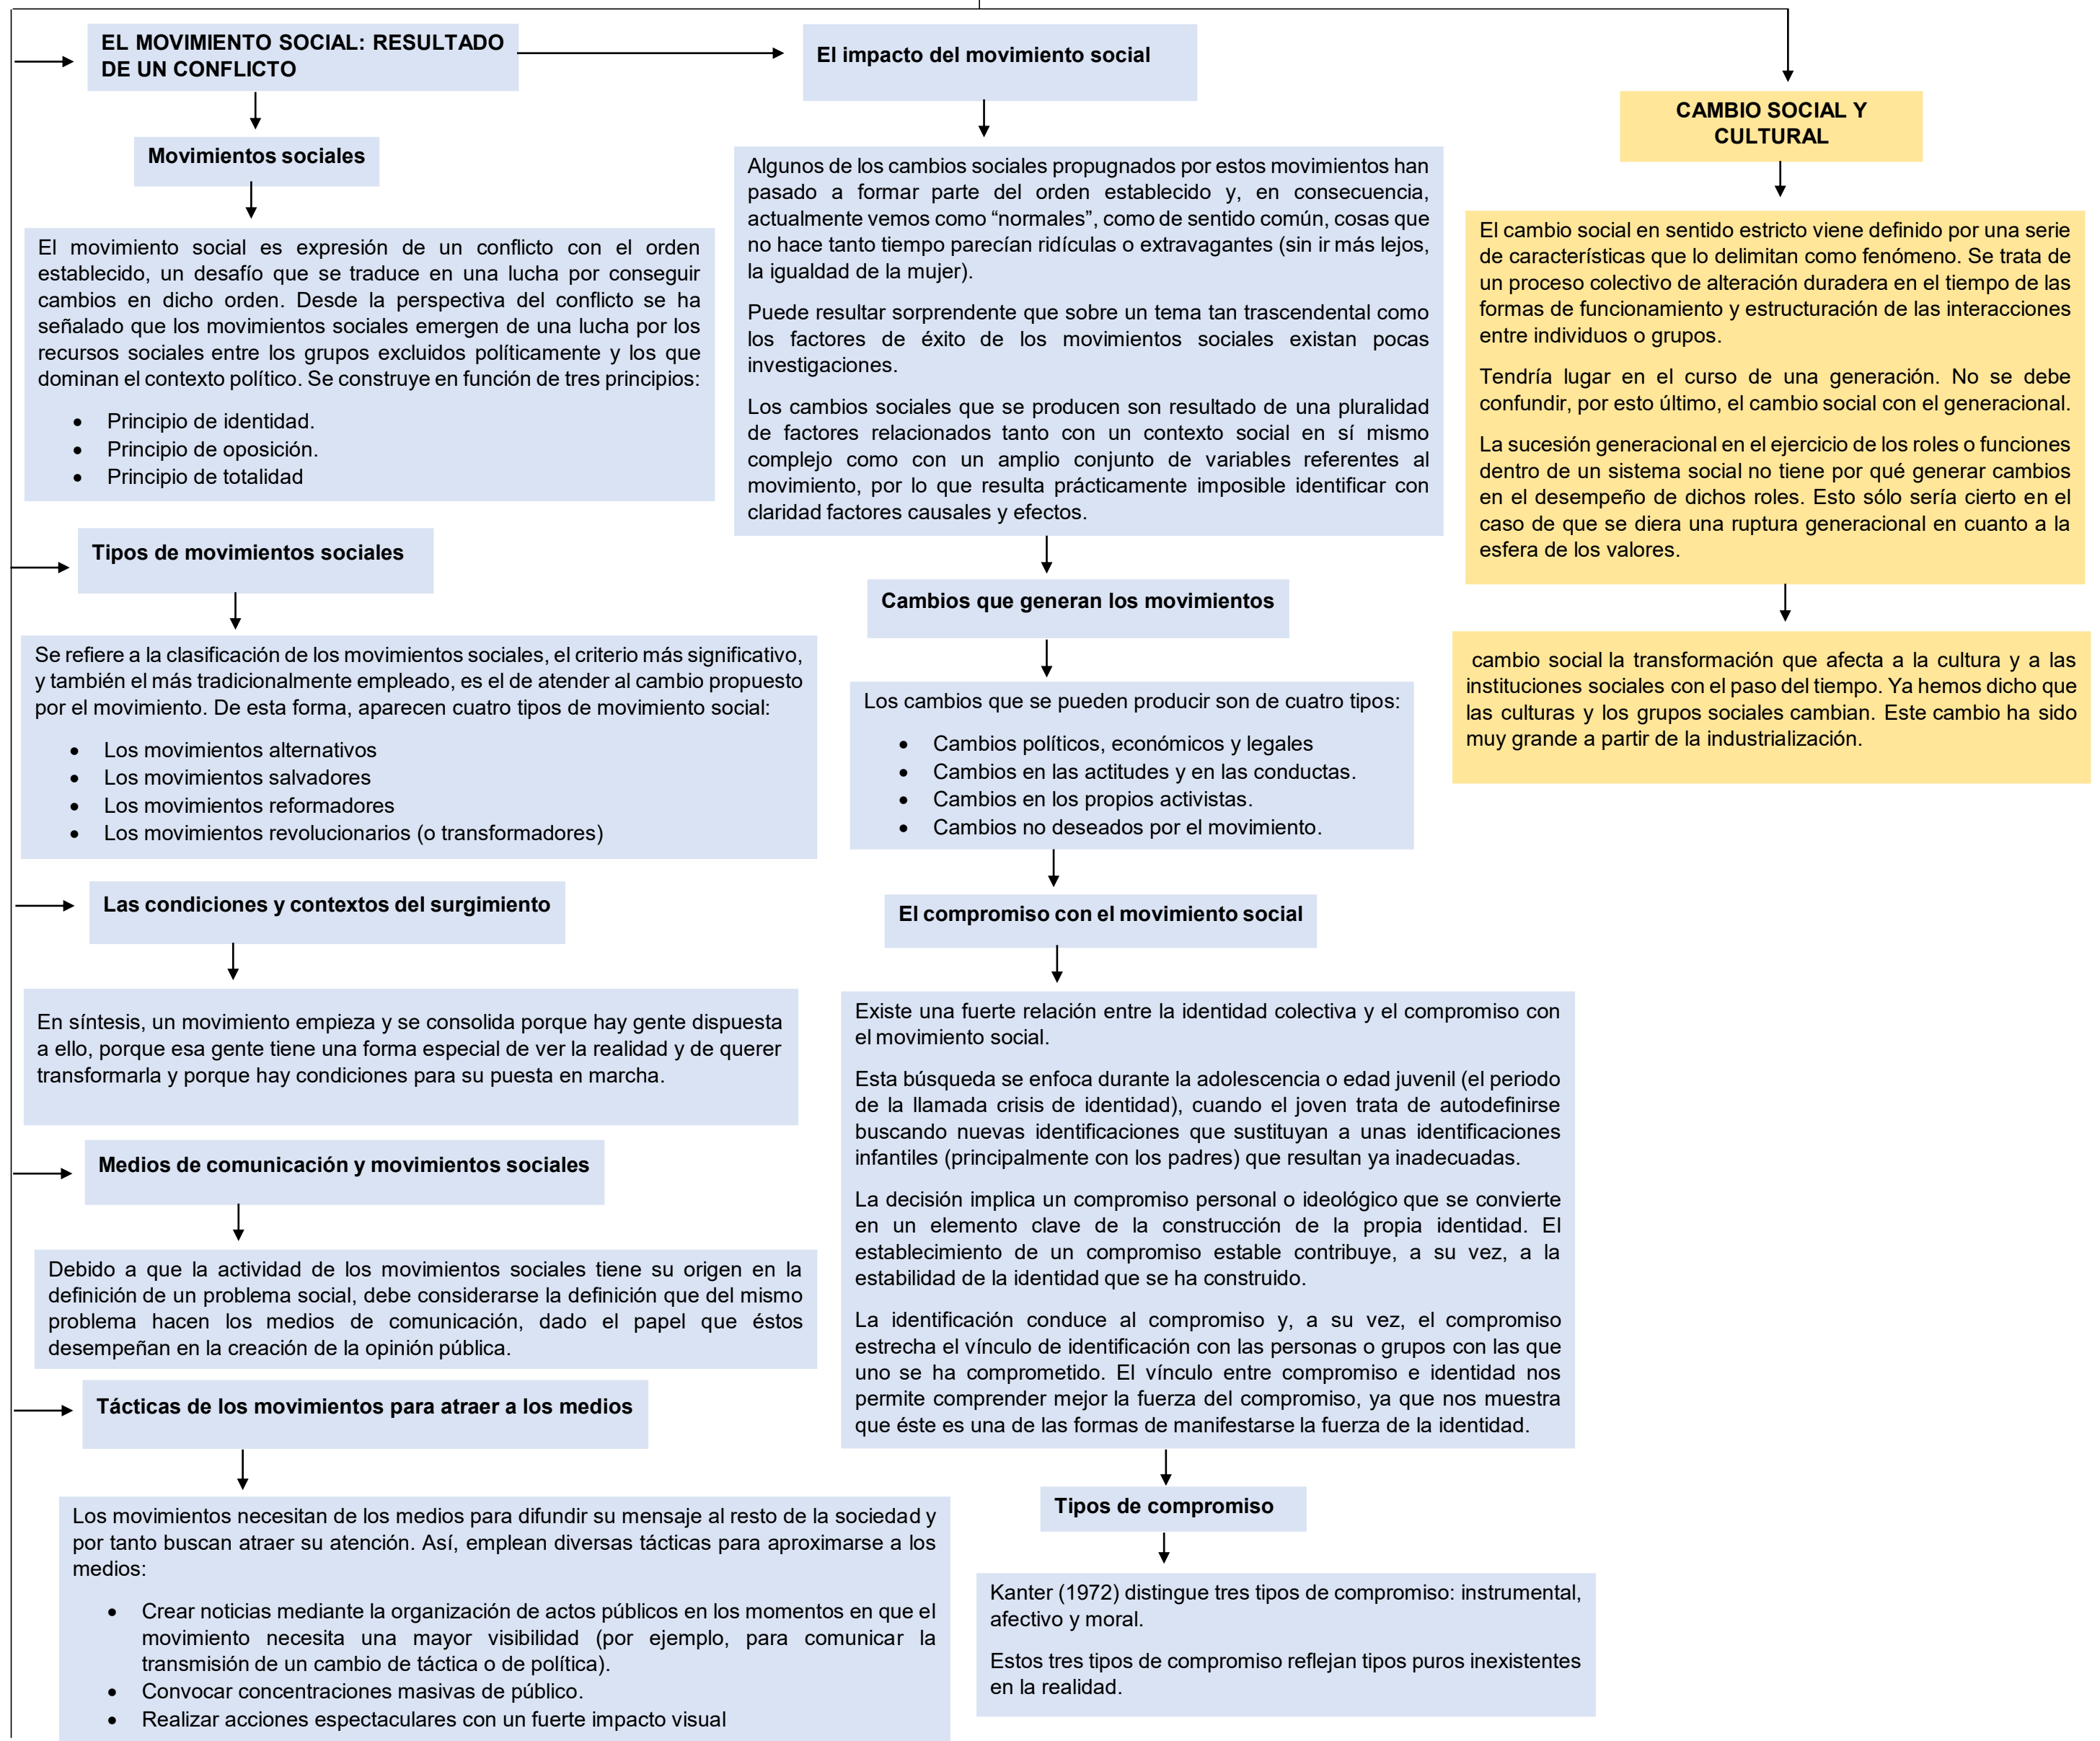 EL MOVIMIENTO SOCIAL: RESULTADO
DE UN CONFLICTO
Movimientos sociales
El movimiento social es expresión de un conflicto con el orden
establecido, un desafío que se traduce en una lucha por conseguir
cambios en dicho orden. Desde la perspectiva del conflicto se ha
señalado que los movimientos sociales emergen de una lucha por los
recursos sociales entre los grupos excluidos políticamente y los que
dominan el contexto político. Se construye en función de tres principios:
• Principio de identidad.
• Principio de oposición.
• Principio de totalidad
Tipos de movimientos sociales
Se refiere a la clasificación de los movimientos sociales, el criterio más significativo,
y también el más tradicionalmente empleado, es el de atender al cambio propuesto
por el movimiento. De esta forma, aparecen cuatro tipos de movimiento social:
• Los movimientos alternativos
• Los movimientos salvadores
• Los movimientos reformadores
• Los movimientos revolucionarios (o transformadores)
Las condiciones y contextos del surgimiento
En síntesis, un movimiento empieza y se consolida porque hay gente dispuesta
a ello, porque esa gente tiene una forma especial de ver la realidad y de querer
transformarla y porque hay condiciones para su puesta en marcha.
Medios de comunicación y movimientos sociales
Debido a que la actividad de los movimientos sociales tiene su origen en la
definición de un problema social, debe considerarse la definición que del mismo
problema hacen los medios de comunicación, dado el papel que éstos
desempeñan en la creación de la opinión pública.
Tácticas de los movimientos para atraer a los medios
Los movimientos necesitan de los medios para difundir su mensaje al resto de la sociedad y
por tanto buscan atraer su atención. Así, emplean diversas tácticas para aproximarse a los
medios:
• Crear noticias mediante la organización de actos públicos en los momentos en que el
movimiento necesita una mayor visibilidad (por ejemplo, para comunicar la
transmisión de un cambio de táctica o de política).
• Convocar concentraciones masivas de público.
• Realizar acciones espectaculares con un fuerte impacto visual
El impacto del movimiento social
Algunos de los cambios sociales propugnados por estos movimientos han
pasado a formar parte del orden establecido y, en consecuencia,
actualmente vemos como “normales”, como de sentido común, cosas que
no hace tanto tiempo parecían ridículas o extravagantes (sin ir más lejos,
la igualdad de la mujer).
Puede resultar sorprendente que sobre un tema tan trascendental como
los factores de éxito de los movimientos sociales existan pocas
investigaciones.
Los cambios sociales que se producen son resultado de una pluralidad
de factores relacionados tanto con un contexto social en sí mismo
complejo como con un amplio conjunto de variables referentes al
movimiento, por lo que resulta prácticamente imposible identificar con
claridad factores causales y efectos.
Cambios que generan los movimientos
Los cambios que se pueden producir son de cuatro tipos:
• Cambios políticos, económicos y legales
• Cambios en las actitudes y en las conductas.
• Cambios en los propios activistas.
• Cambios no deseados por el movimiento.
El compromiso con el movimiento social
Existe una fuerte relación entre la identidad colectiva y el compromiso con
el movimiento social.
Esta búsqueda se enfoca durante la adolescencia o edad juvenil (el periodo
de la llamada crisis de identidad), cuando el joven trata de autodefinirse
buscando nuevas identificaciones que sustituyan a unas identificaciones
infantiles (principalmente con los padres) que resultan ya inadecuadas.
La decisión implica un compromiso personal o ideológico que se convierte
en un elemento clave de la construcción de la propia identidad. El
establecimiento de un compromiso estable contribuye, a su vez, a la
estabilidad de la identidad que se ha construido.
La identificación conduce al compromiso y, a su vez, el compromiso
estrecha el vínculo de identificación con las personas o grupos con las que
uno se ha comprometido. El vínculo entre compromiso e identidad nos
permite comprender mejor la fuerza del compromiso, ya que nos muestra
que éste es una de las formas de manifestarse la fuerza de la identidad.
Tipos de compromiso
Kanter (1972) distingue tres tipos de compromiso: instrumental,
afectivo y moral.
Estos tres tipos de compromiso reflejan tipos puros inexistentes
en la realidad.
CAMBIO SOCIAL Y
CULTURAL
El cambio social en sentido estricto viene definido por una serie
de características que lo delimitan como fenómeno. Se trata de
un proceso colectivo de alteración duradera en el tiempo de las
formas de funcionamiento y estructuración de las interacciones
entre individuos o grupos.
Tendría lugar en el curso de una generación. No se debe
confundir, por esto último, el cambio social con el generacional.
La sucesión generacional en el ejercicio de los roles o funciones
dentro de un sistema social no tiene por qué generar cambios
en el desempeño de dichos roles. Esto sólo sería cierto en el
caso de que se diera una ruptura generacional en cuanto a la
esfera de los valores.
cambio social la transformación que afecta a la cultura y a las
instituciones sociales con el paso del tiempo. Ya hemos dicho que
las culturas y los grupos sociales cambian. Este cambio ha sido
muy grande a partir de la industrialización.